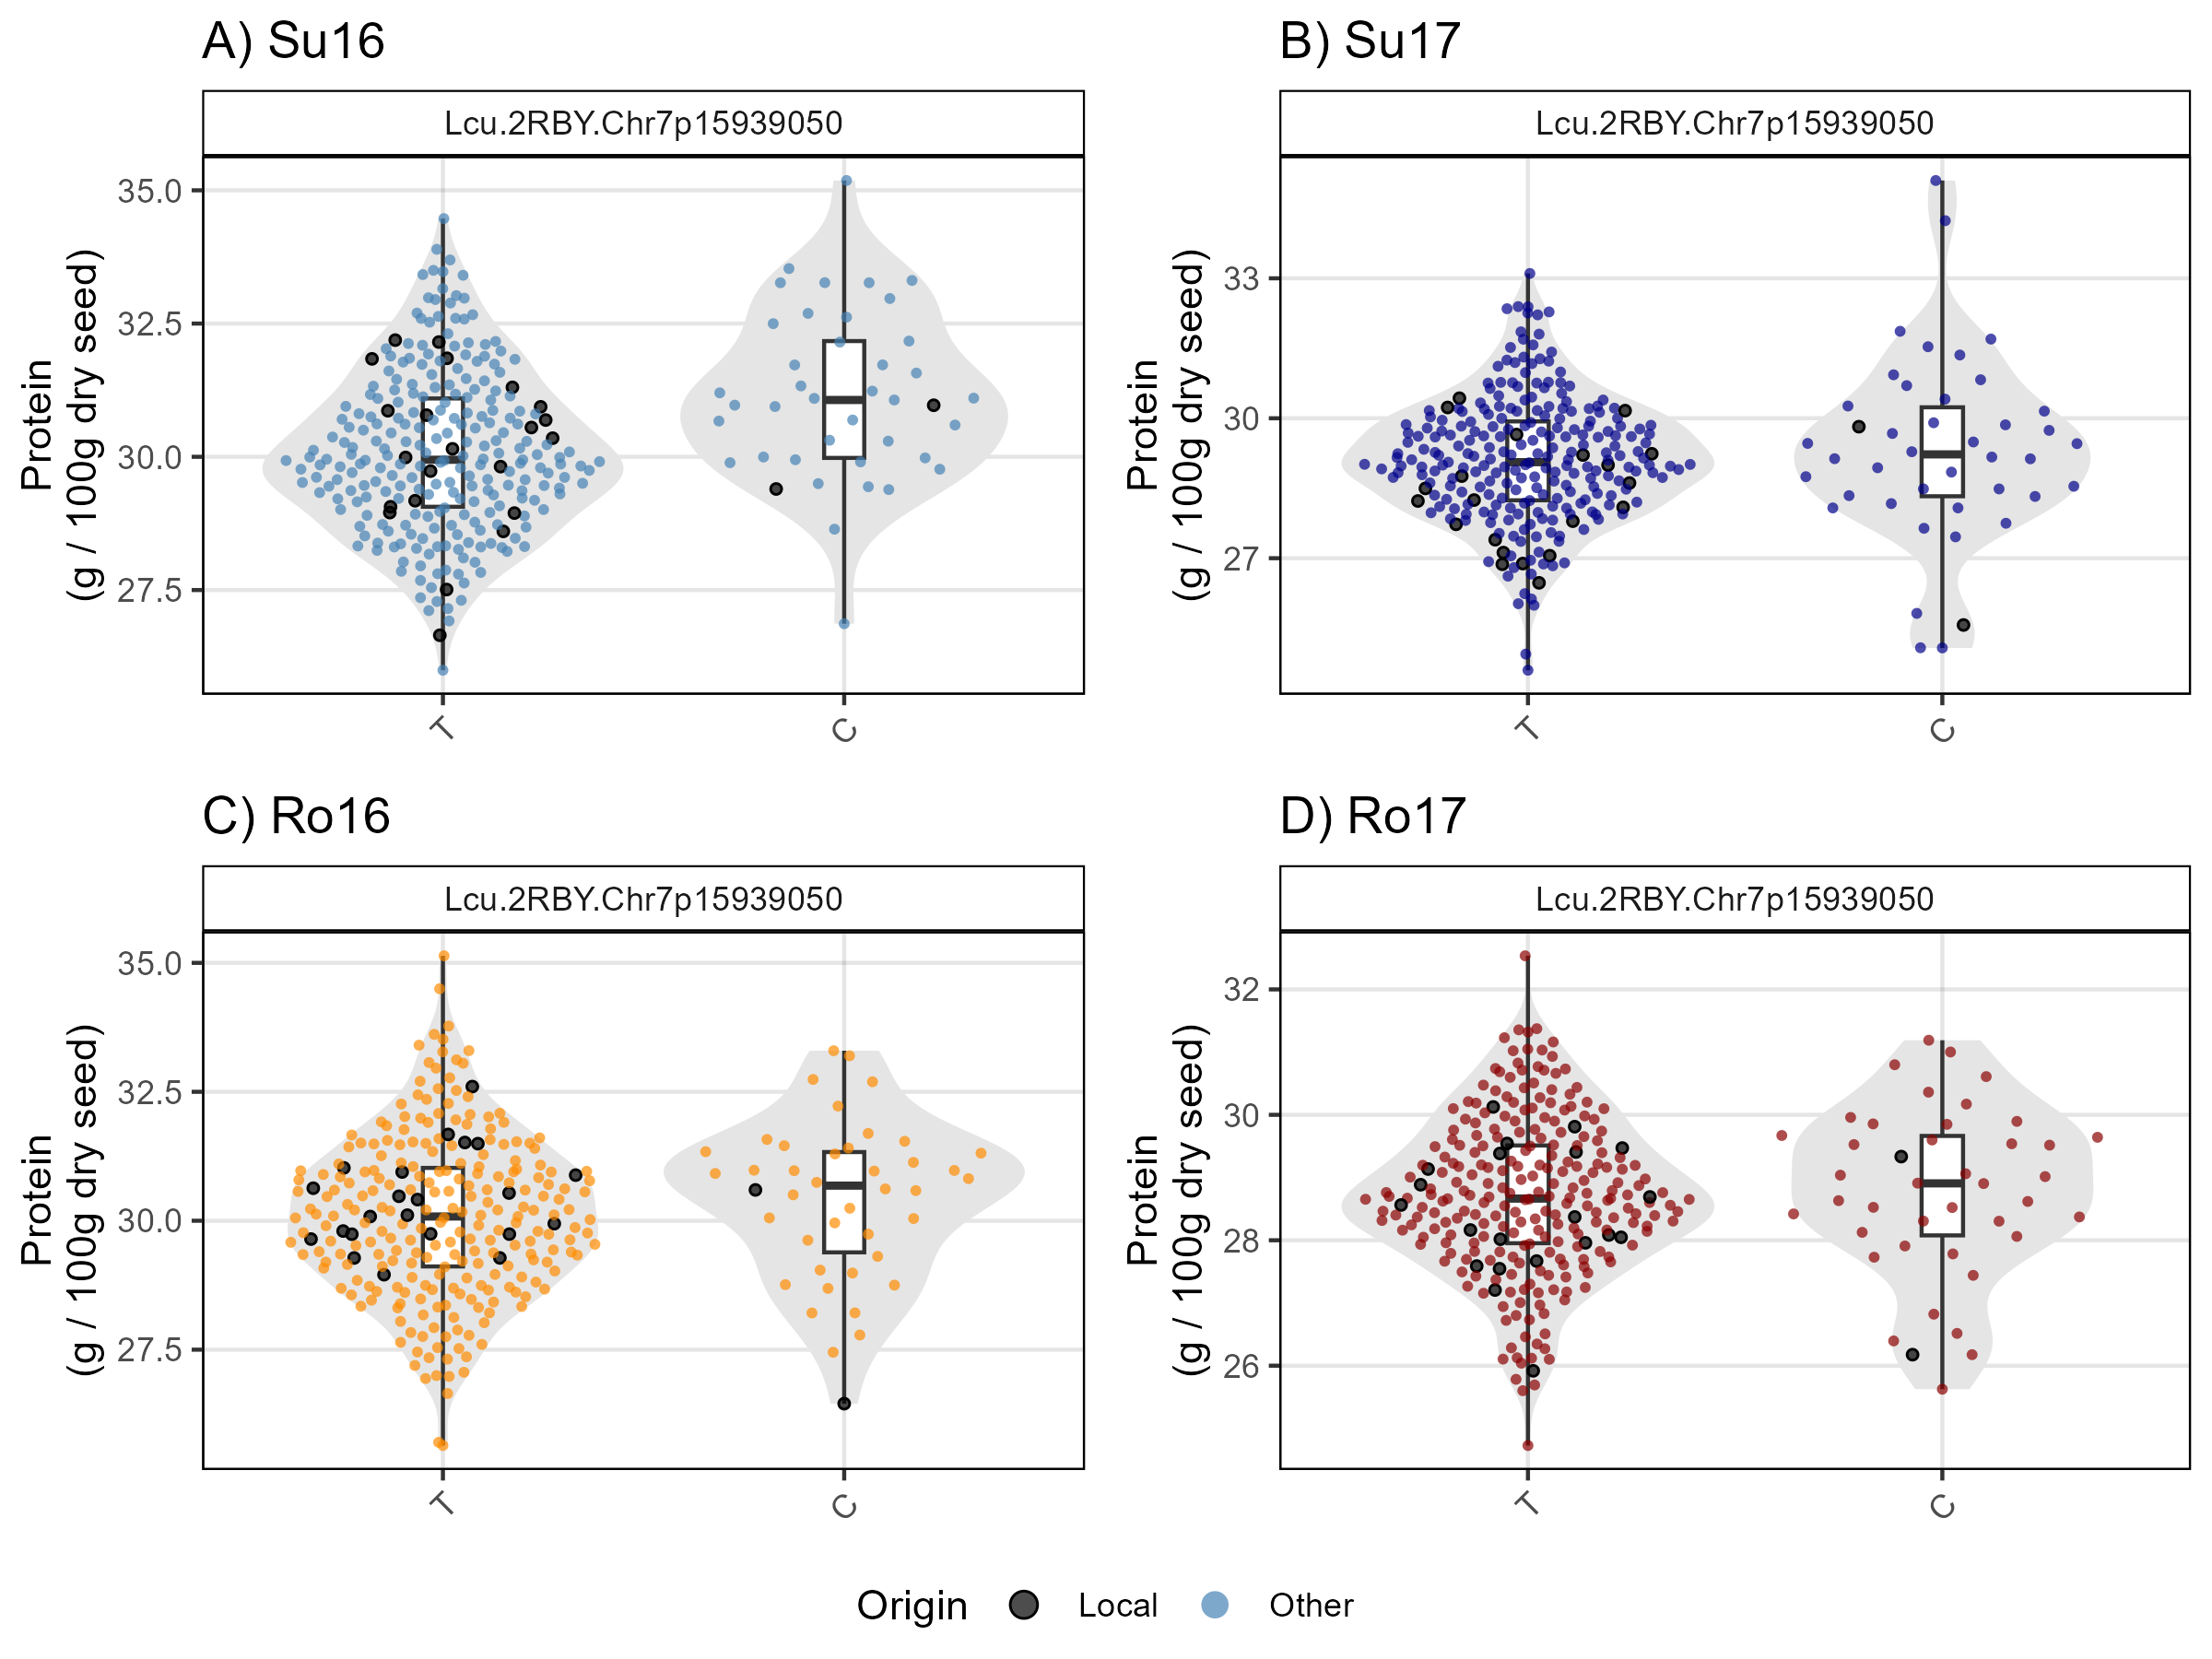 A) Su16
Lcu.2RBY.Chr7p15939050
Protein
(g / 100g dry seed)
35.0
32.5
30.0
27.5
T
C
B) Su17
Lcu.2RBY.Chr7p15939050
Protein
(g / 100g dry seed)
33
30
27
T
C
C) Ro16
Lcu.2RBY.Chr7p15939050
Protein
(g / 100g dry seed)
35.0
32.5
30.0
27.5
T
C
D) Ro17
Lcu.2RBY.Chr7p15939050
Protein
(g / 100g dry seed)
32
30
28
26
T
C
Origin Local Other